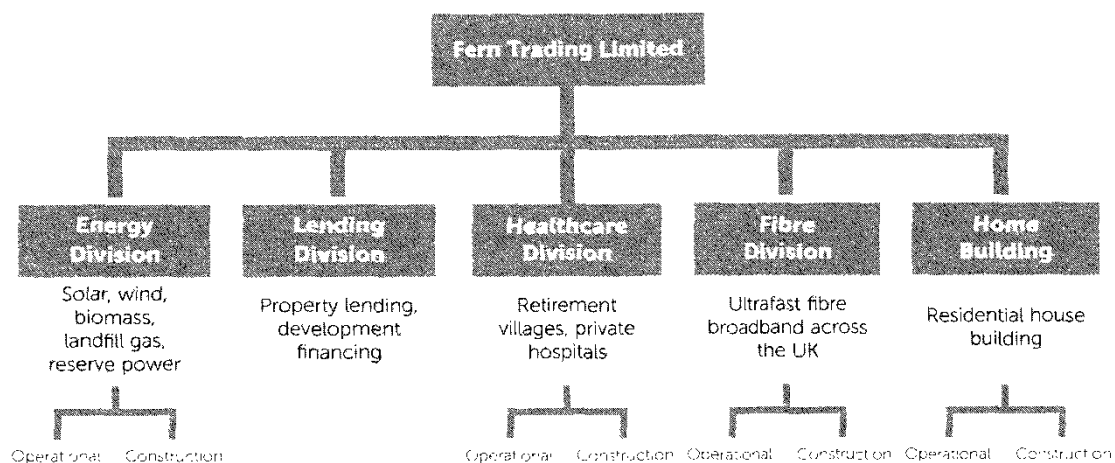 Fern Trading Limited
Energy
Division
Lending
Division
Healthcare
Division
Fibre
Division
Home
Building
Solar, wind,
biomass,
landfill gas,
reserve power
Property lending,
development
financing
Retirement
villages, private
hospitals
Ultrafast fibre
broadband across
the UK
Residential house
building
Operational Construction
Operational Construction
Operational Construction
Operational Construction